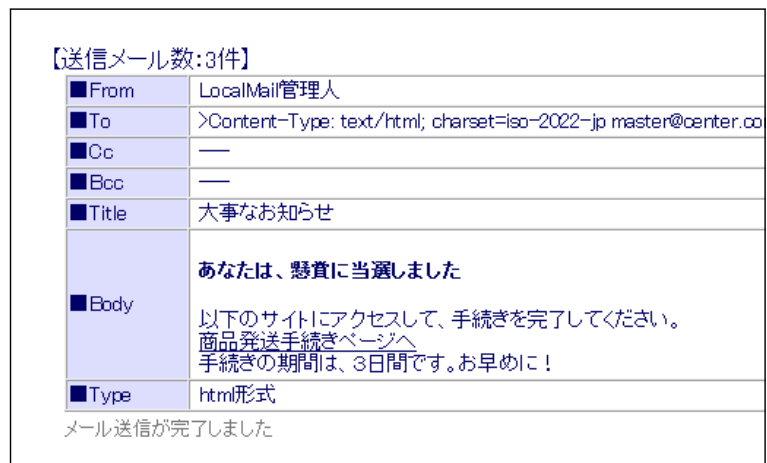 【送信メール数:3件】
■From LocalMail管理人
■To >Content-Type: text/html; charset=iso-2022-jp master@center.co
■Cc ──
■Bcc ──
■Title 大事なお知らせ
あなたは、懸賞に当選しました
■Body
以下のサイトにアクセスして、手続きを完了してください。
商品発送手続きページへ
手続きの期間は、3日間です。お早めに！
■Type html形式
メール送信が完了しました